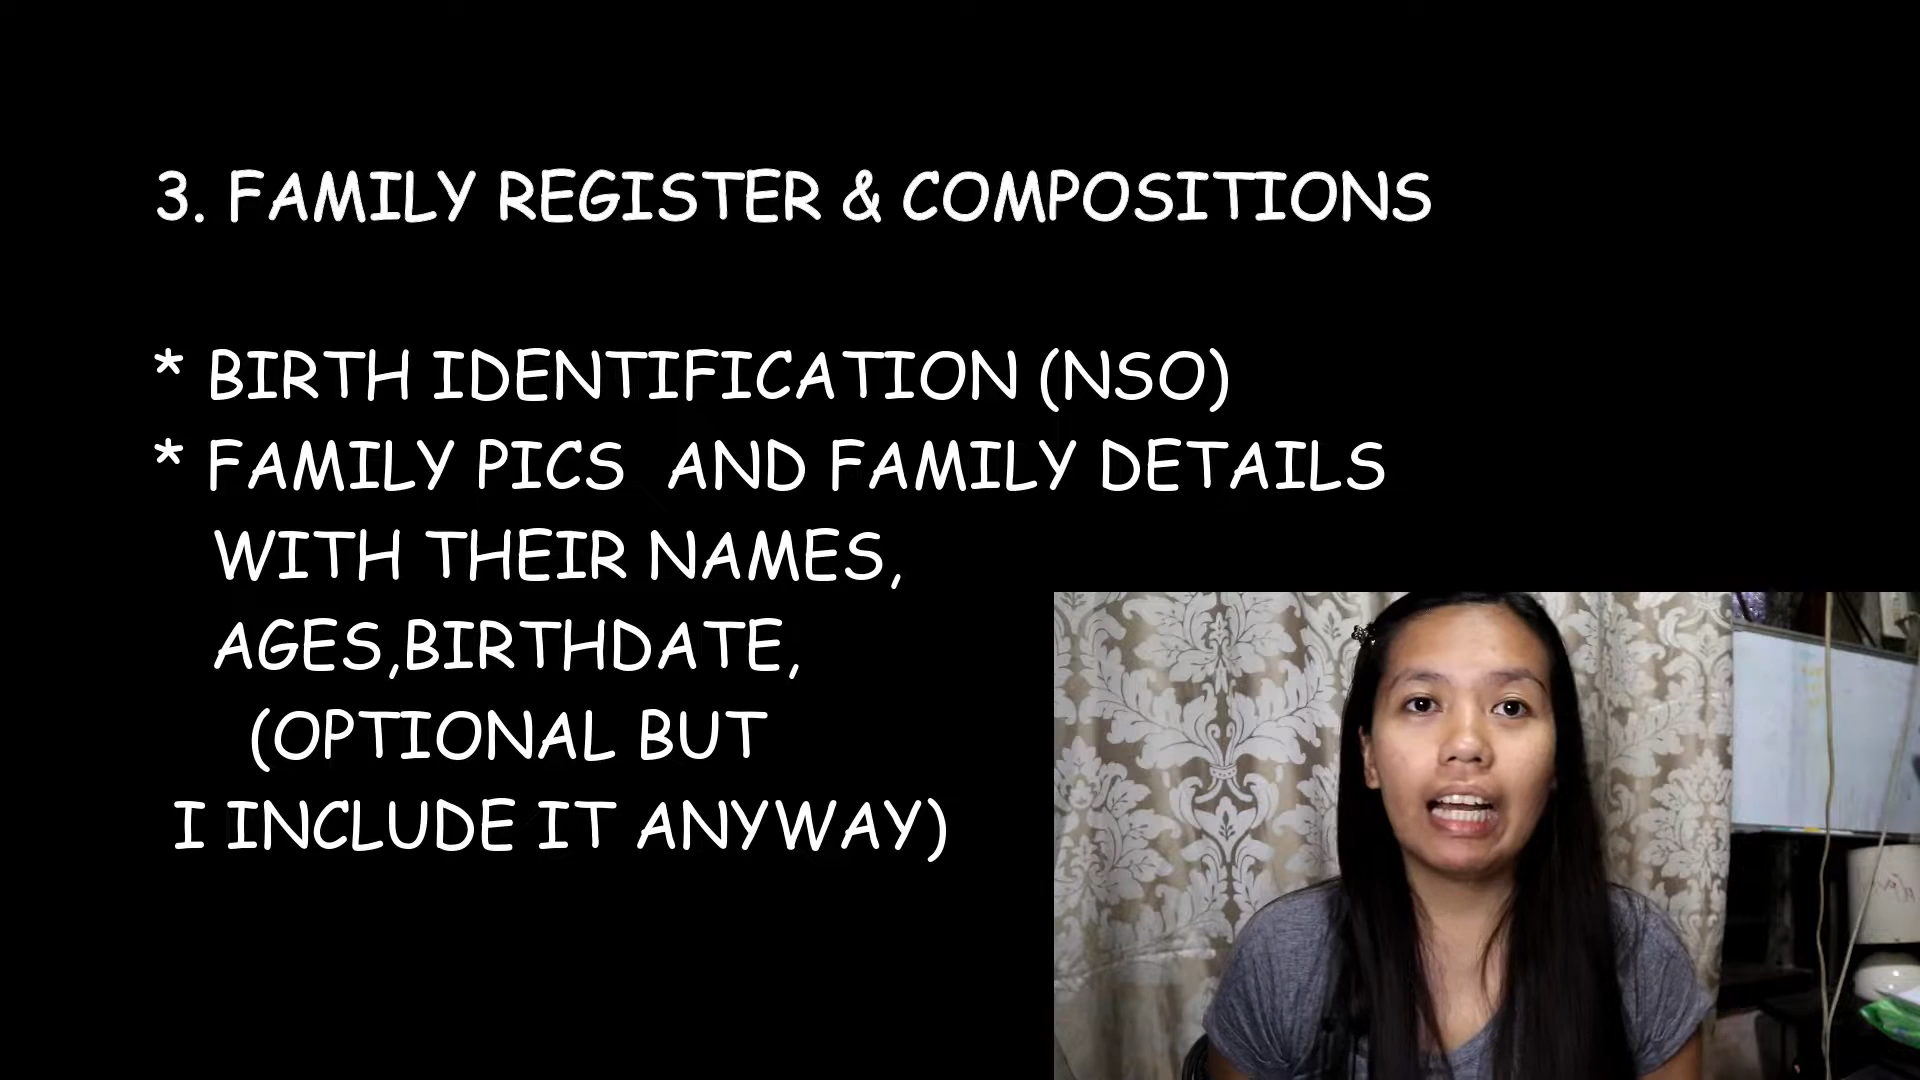 3. FAMILY REGISTER & COMPOSITIONS
* BIRTH IDENTIFICATION (NSO)
* FAMILY PICS AND FAMILY DETAILS
WITH THEIR NAMES,
AGES,BIRTHDATE,
(OPTIONAL BUT
I INCLUDE IT ANYWAY)